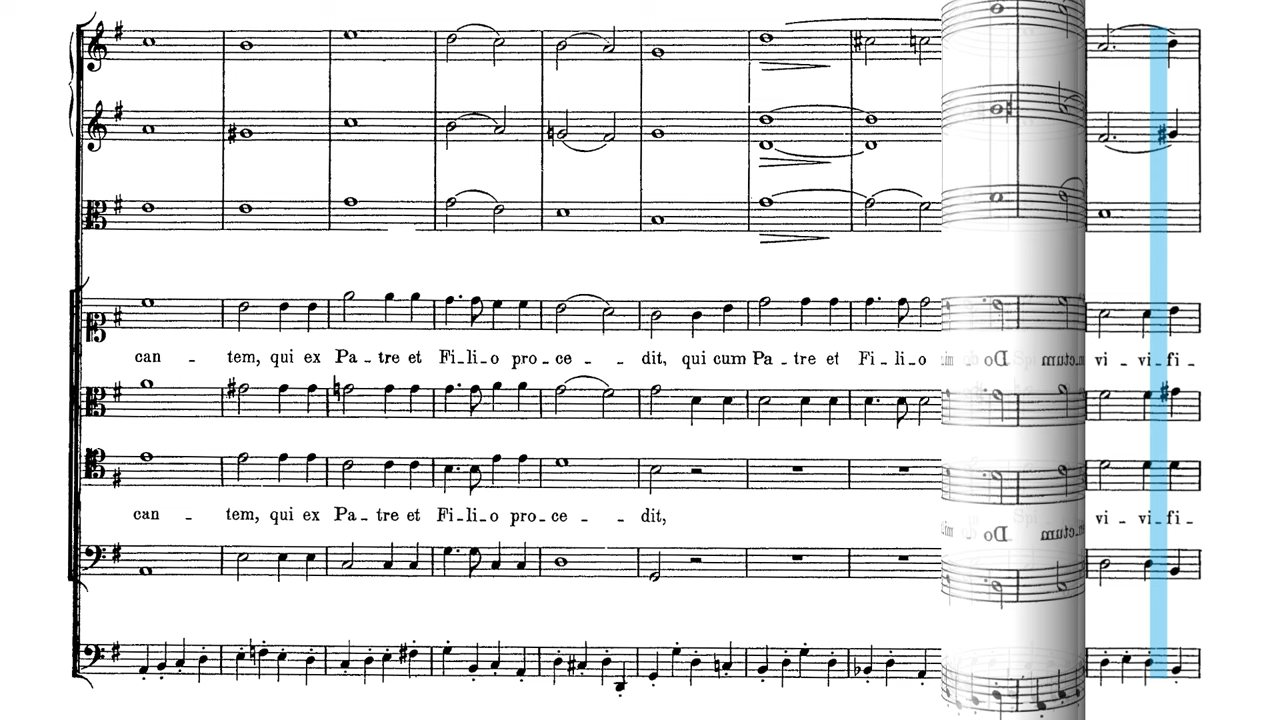 can - tem, qui ex Pa - tre et Fi - li - o pro - ce - - dit, qui cum Pa - tre et Fi - li - o vi - vi - fi -
can - tem, qui ex Pa - tre et Fi - li - o pro - ce - - dit, vi - vi - fi -